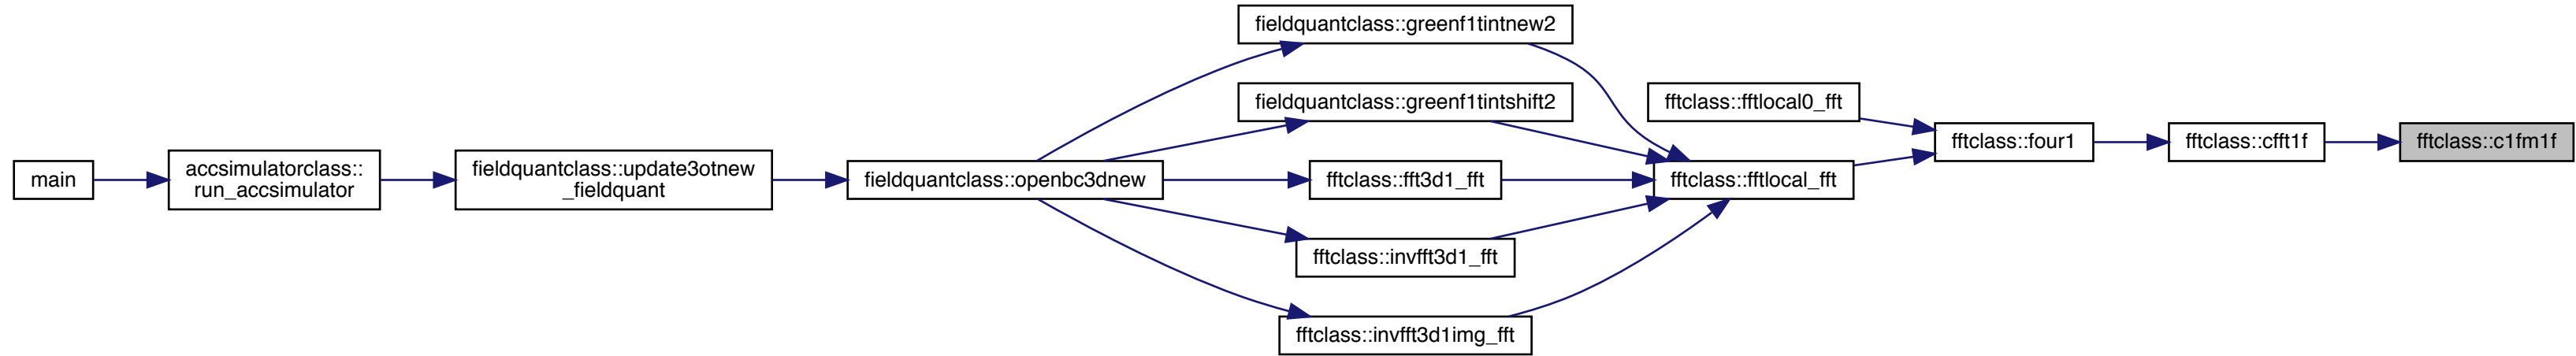 main
accsimulatorclass::
run_accsimulator
fieldquantclass::update3otnew
_fieldquant
fieldquantclass::openbc3dnew
fieldquantclass::greenf1tintnew2
fieldquantclass::greenf1tintshift2
fftclass::fft3d1_fft
fftclass::invfft3d1_fft
fftclass::invfft3d1img_fft
fftclass::fftlocal0_fft
fftclass::fftlocal_fft
fftclass::four1
fftclass::cfft1f
fftclass::c1fm1f